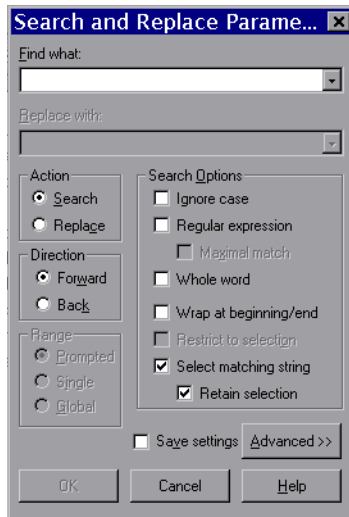 Search and Replace Parame...
Find what:
Replace with:
Action
Search
Replace
Direction
Forward
Back
Range
Prompted
Single
Global
Search Options
Ignore case
Regular expression
Maximal match
Whole word
Wrap at beginning/end
Restrict to selection
Select matching string
Retain selection
Save settings
Advanced >>
OK
Cancel
Help